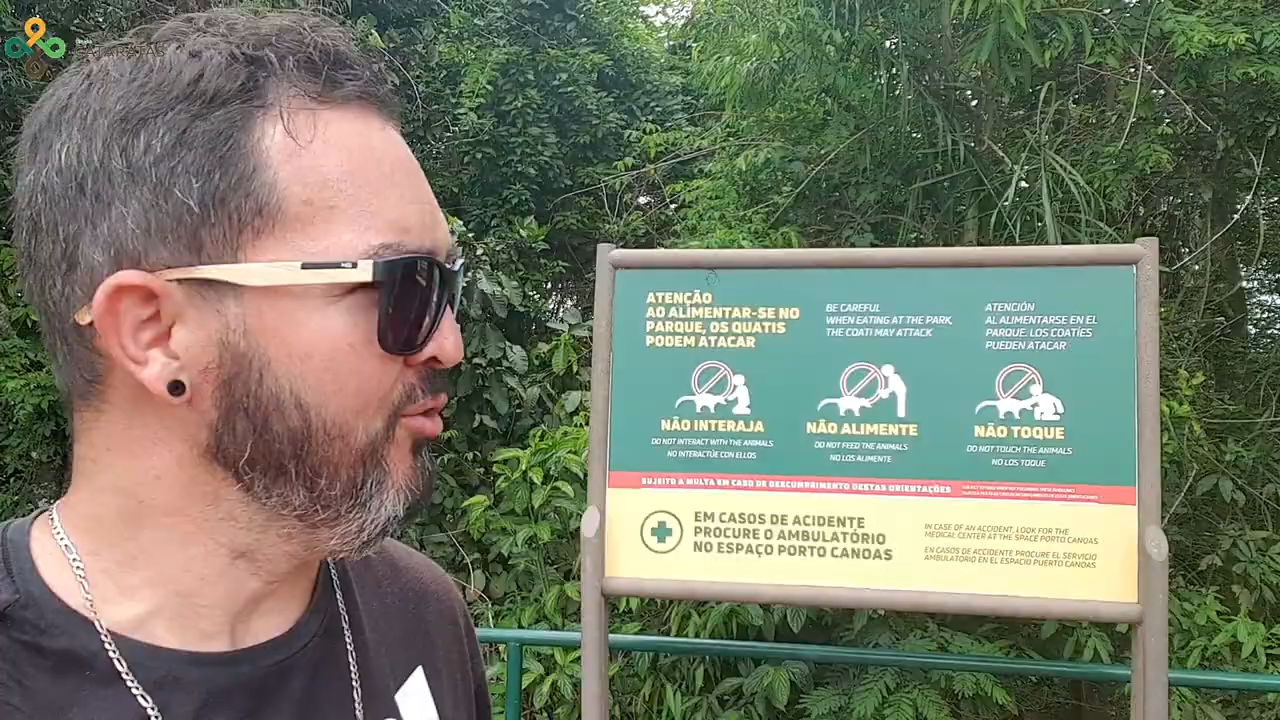 CATARATAS
ATENÇÃO
AO ALIMENTAR-SE NO
PARQUE, OS QUATIS
PODEM ATACAR
BE CAREFUL
WHEN EATING AT THE PARK,
THE COATI MAY ATTACK
ATENCIÓN
AL ALIMENTARSE EN EL
PARQUE. LOS COATÍES
PUEDEN ATACAR
NÃO INTERAJA
DO NOT INTERACT WITH THE ANIMALS
NO INTERACTÚE CON ELLOS
NÃO ALIMENTE
DO NOT FEED THE ANIMALS
NO LOS ALIMENTE
NÃO TOQUE
DO NOT TOUCH THE ANIMALS
NO LOS TOQUE
SUJEITO A MULTA EM CASO DE DESCUMPRIMENTO DESTAS ORIENTAÇÕES
EM CASOS DE ACIDENTE
PROCURE O AMBULATÓRIO
NO ESPAÇO PORTO CANOAS
IN CASE OF AN ACCIDENT, LOOK FOR THE
MEDICAL CENTER AT THE SPACE PORTO CANOAS
EN CASOS DE ACCIDENTE PROCURE EL SERVICIO
AMBULATORIO EN EL ESPACIO PUERTO CANOAS